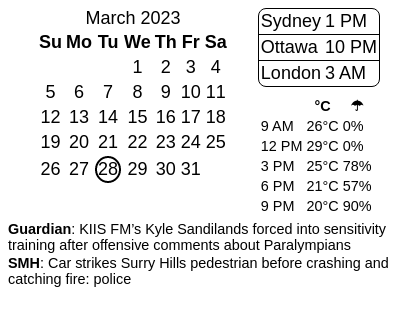 March 2023
Su Mo Tu We Th Fr Sa
1 2 3 4
5 6 7 8 9 10 11
12 13 14 15 16 17 18
19 20 21 22 23 24 25
26 27 28 29 30 31
Sydney 1 PM
Ottawa 10 PM
London 3 AM
°C ☂
9 AM 26°C 0%
12 PM 29°C 0%
3 PM 25°C 78%
6 PM 21°C 57%
9 PM 20°C 90%
Guardian: KIIS FM’s Kyle Sandilands forced into sensitivity
training after offensive comments about Paralympians
SMH: Car strikes Surry Hills pedestrian before crashing and
catching fire: police